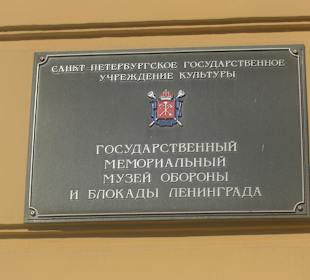 САНКТ-ПЕТЕРБУРГСКОЕ ГОСУДАРСТВЕННОЕ
УЧРЕЖДЕНИЕ КУЛЬТУРЫ
ГОСУДАРСТВЕННЫЙ
МЕМОРИАЛЬНЫЙ
МУЗЕЙ ОБОРОНЫ
И БЛОКАДЫ ЛЕНИНГРАДА